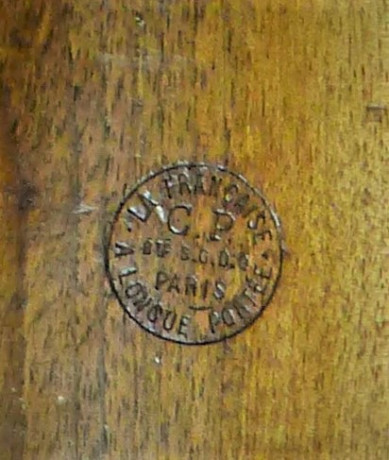 LA FRANÇAISE
G. P.
BTÉ S.G.D.G.
PARIS
A LONGUE PORTÉE